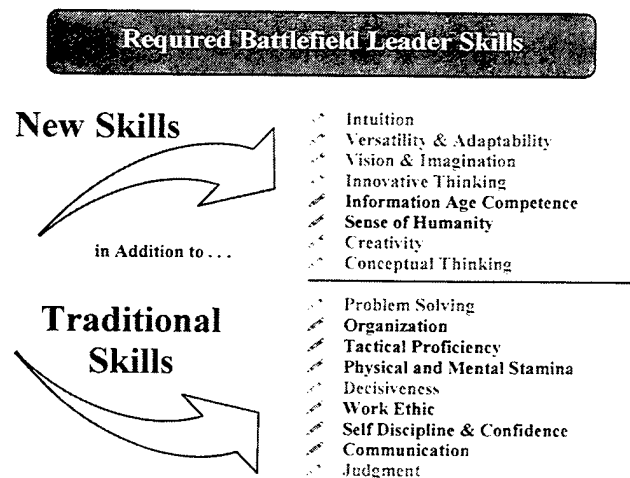 Required Battlefield Leader Skills
New Skills
in Addition to . . .
Intuition
Versatility & Adaptability
Vision & Imagination
Innovative Thinking
Information Age Competence
Sense of Humanity
Creativity
Conceptual Thinking
Traditional
Skills
Problem Solving
Organization
Tactical Proficiency
Physical and Mental Stamina
Decisiveness
Work Ethic
Self Discipline & Confidence
Communication
Judgment